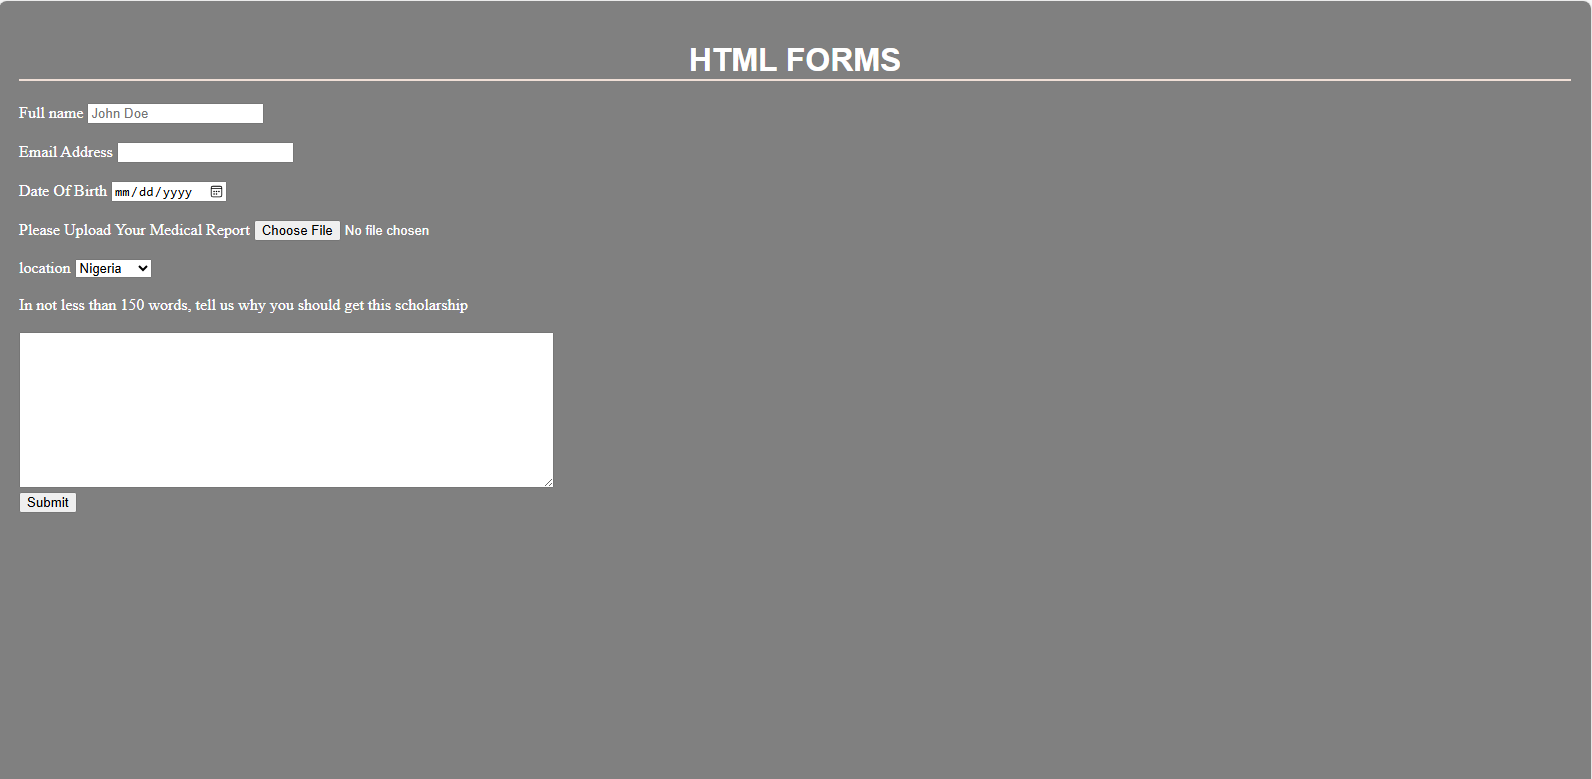 HTML FORMS
Full name John Doe
Email Address
Date Of Birth mm/dd/yyyy
Please Upload Your Medical Report Choose File No file chosen
location Nigeria
In not less than 150 words, tell us why you should get this scholarship
Submit